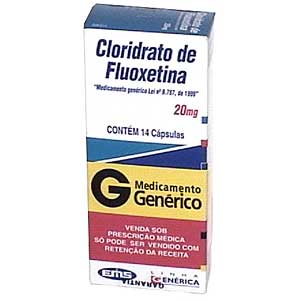 Cloridrato de
Fluoxetina
"Medicamento genérico Lei nº 9.787, de 1999"
20mg
CONTÉM 14 Cápsulas
G Medicamento
Genérico
VENDA SOB
PRESCRIÇÃO MÉDICA
SÓ PODE SER VENDIDO COM
RETENÇÃO DA RECEITA
EMS
LINHA
GENÉRICA
GARANTIA